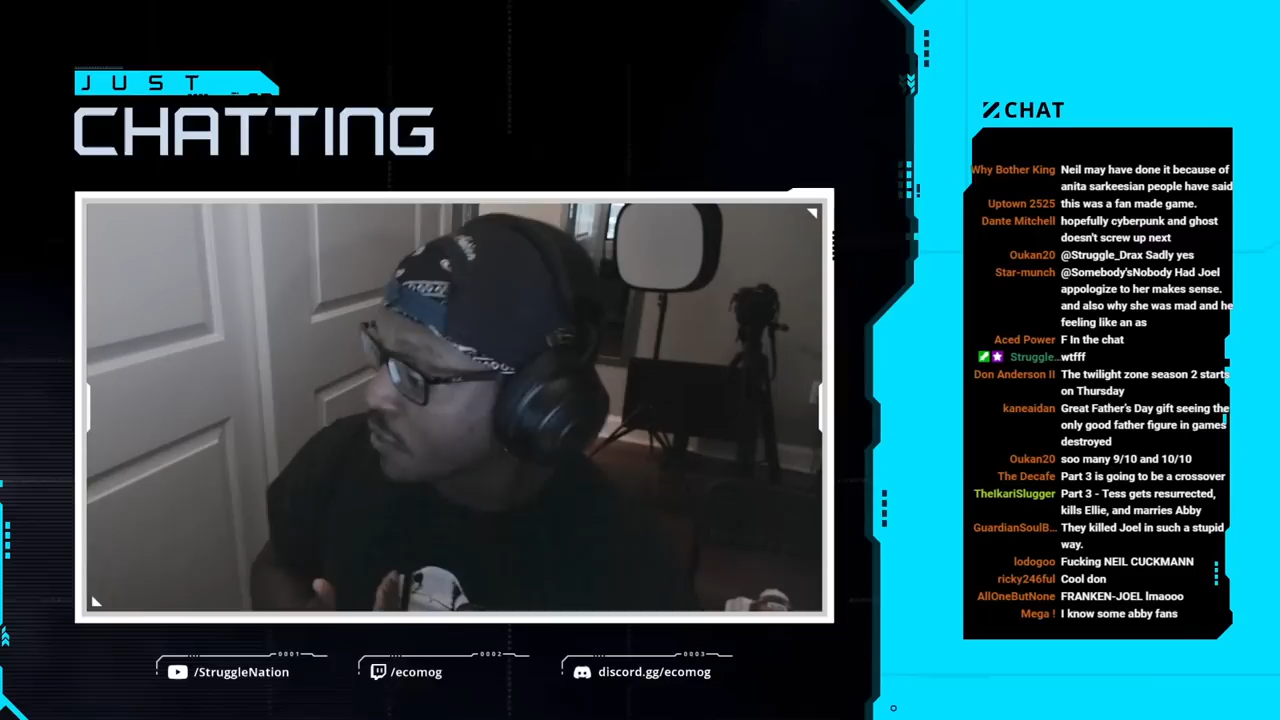 JUST
CHATTING
CHAT
Why Bother King Neil may have done it because of
anita sarkeesian people have said
Uptown 2525 this was a fan made game.
Dante Mitchell hopefully cyberpunk and ghost
doesn't screw up next
Oukan20 @Struggle_Drax Sadly yes
Star-munch @Somebody'sNobody Had Joel
appologize to her makes sense.
and also why she was mad and he
feeling like an as
Aced Power F In the chat
Struggle... wtfff
Don Anderson II The twilight zone season 2 starts
on Thursday
kaneaidan Great Father's Day gift seeing the
only good father figure in games
destroyed
Oukan20 soo many 9/10 and 10/10
The Decafe Part 3 is going to be a crossover
TheIkariSlugger Part 3 - Tess gets resurrected,
kills Ellie, and marries Abby
GuardianSoulB... They killed Joel in such a stupid
way.
lodogoo Fucking NEIL CUCKMANN
ricky246ful Cool don
AllOneButNone FRANKEN-JOEL lmaooo
Mega ! I know some abby fans
0001 0002 0003
/StruggleNation /ecomog discord.gg/ecomog